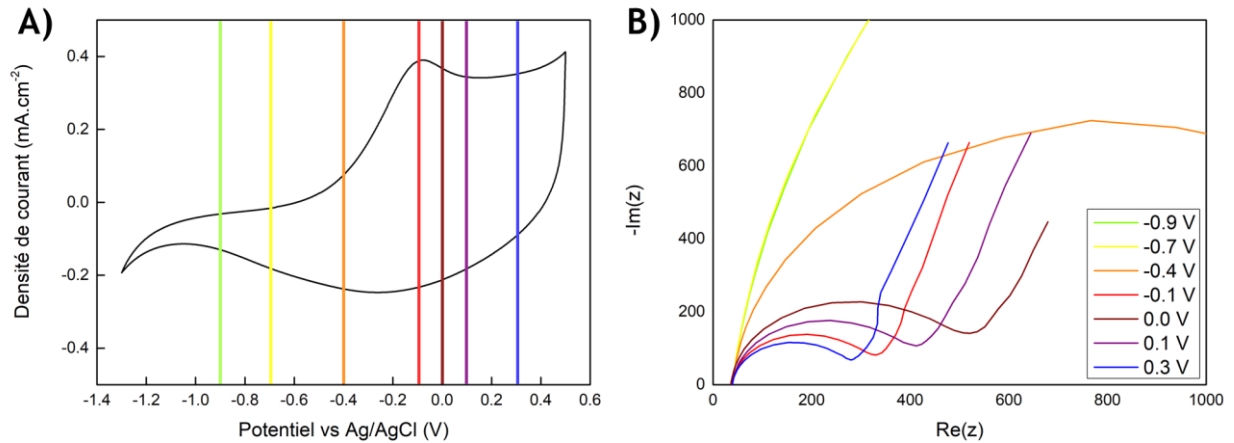 A)
Densité de courant (mA.cm⁻²)
0.4
0.2
0.0
-0.2
-0.4
-1.4 -1.2 -1.0 -0.8 -0.6 -0.4 -0.2 0.0 0.2 0.4 0.6
Potentiel vs Ag/AgCl (V)
B)
-Im(z)
1000
800
600
400
200
0
0 200 400 600 800 1000
Re(z)
-0.9 V
-0.7 V
-0.4 V
-0.1 V
0.0 V
0.1 V
0.3 V